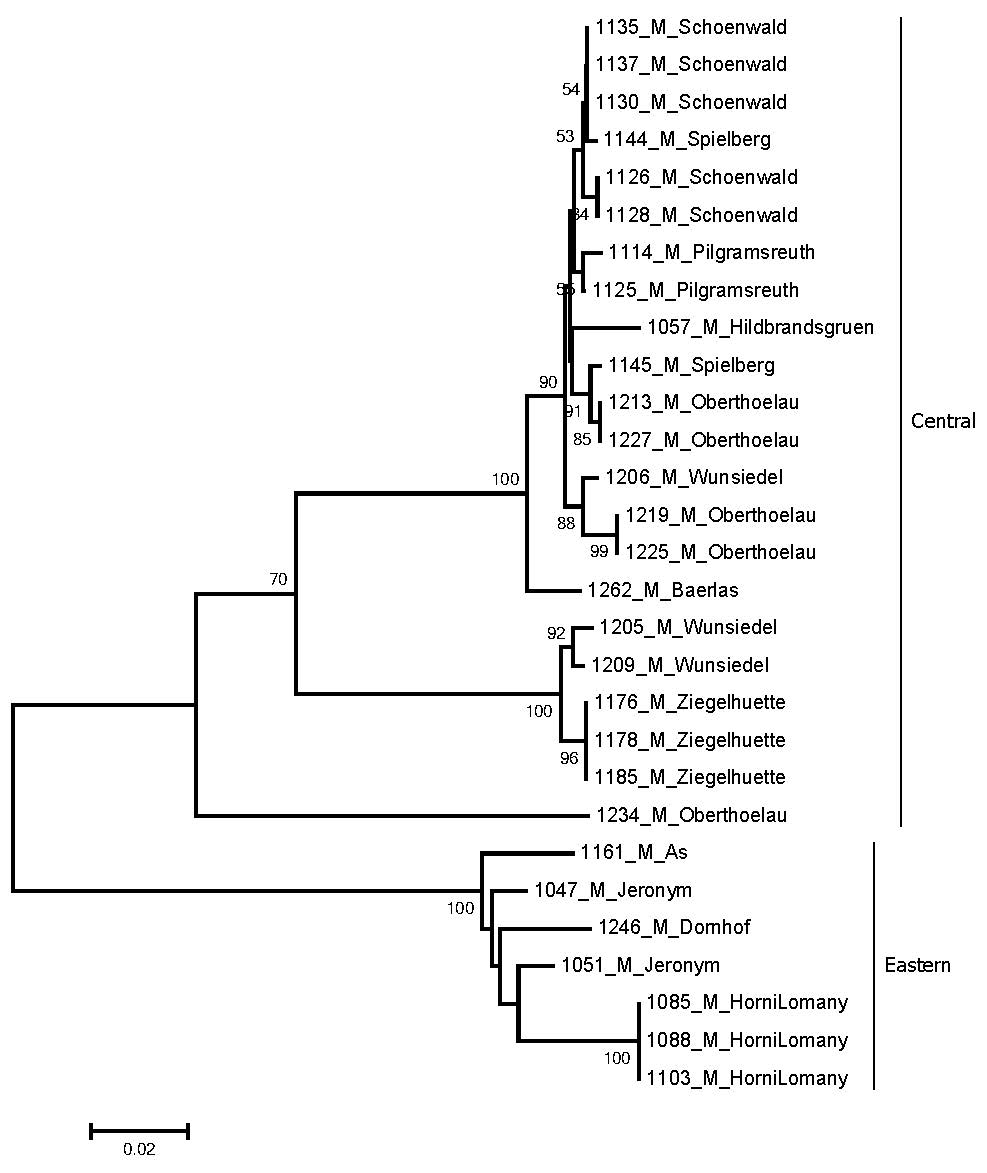 1135_M_Schoenwald
1137_M_Schoenwald
54
1130_M_Schoenwald
53
1144_M_Spielberg
1126_M_Schoenwald
84
1128_M_Schoenwald
1114_M_Pilgramsreuth
55
1125_M_Pilgramsreuth
1057_M_Hildbrandsgruen
1145_M_Spielberg
90
1213_M_Oberthoelau
91
Central
85
1227_M_Oberthoelau
100
1206_M_Wunsiedel
88
1219_M_Oberthoelau
99
1225_M_Oberthoelau
70
1262_M_Baerlas
92
1205_M_Wunsiedel
1209_M_Wunsiedel
1176_M_Ziegelhuette
100
1178_M_Ziegelhuette
96
1185_M_Ziegelhuette
1234_M_Oberthoelau
1161_M_As
1047_M_Jeronym
100
1246_M_Dornhof
1051_M_Jeronym
Eastern
1085_M_HorniLomany
1088_M_HorniLomany
100
1103_M_HorniLomany
0.02